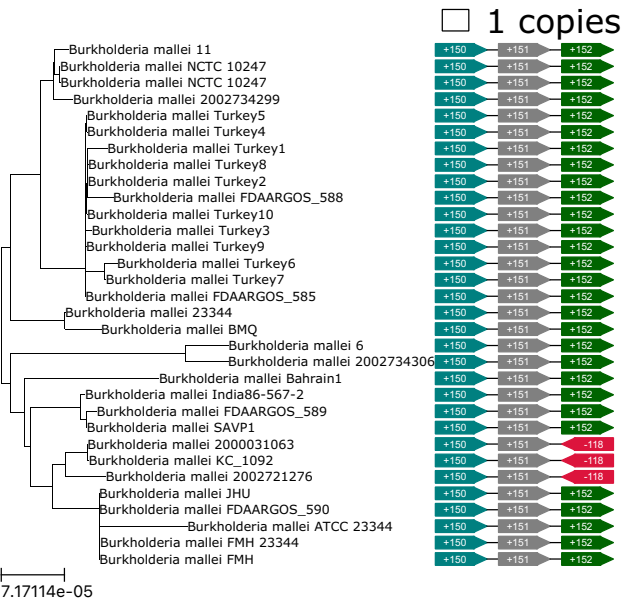 1 copies
Burkholderia mallei 11 +150 +151 +152
Burkholderia mallei NCTC 10247 +150 +151 +152
Burkholderia mallei NCTC 10247 +150 +151 +152
Burkholderia mallei 2002734299 +150 +151 +152
Burkholderia mallei Turkey5 +150 +151 +152
Burkholderia mallei Turkey4 +150 +151 +152
Burkholderia mallei Turkey1 +150 +151 +152
Burkholderia mallei Turkey8 +150 +151 +152
Burkholderia mallei Turkey2 +150 +151 +152
Burkholderia mallei FDAARGOS_588 +150 +151 +152
Burkholderia mallei Turkey10 +150 +151 +152
Burkholderia mallei Turkey3 +150 +151 +152
Burkholderia mallei Turkey9 +150 +151 +152
Burkholderia mallei Turkey6 +150 +151 +152
Burkholderia mallei Turkey7 +150 +151 +152
Burkholderia mallei FDAARGOS_585 +150 +151 +152
Burkholderia mallei 23344 +150 +151 +152
Burkholderia mallei BMQ +150 +151 +152
Burkholderia mallei 6 +150 +151 +152
Burkholderia mallei 2002734306 +150 +151 +152
Burkholderia mallei Bahrain1 +150 +151 +152
Burkholderia mallei India86-567-2 +150 +151 +152
Burkholderia mallei FDAARGOS_589 +150 +151 +152
Burkholderia mallei SAVP1 +150 +151 +152
Burkholderia mallei 2000031063 +150 +151 -118
Burkholderia mallei KC_1092 +150 +151 -118
Burkholderia mallei 2002721276 +150 +151 -118
Burkholderia mallei JHU +150 +151 +152
Burkholderia mallei FDAARGOS_590 +150 +151 +152
Burkholderia mallei ATCC 23344 +150 +151 +152
Burkholderia mallei FMH 23344 +150 +151 +152
Burkholderia mallei FMH +150 +151 +152
7.17114e-05